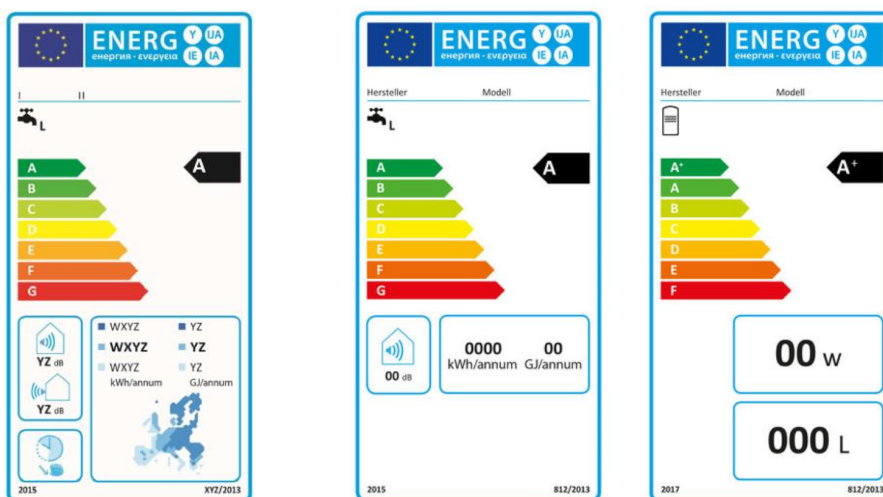 ENERG Y IJA
енергия · ενεργεια IE IA
I II
L
A A
B
C
D
E
F
G
YZ dB
YZ dB
WXYZ YZ
WXYZ YZ
WXYZ YZ
kWh/annum GJ/annum
2015 XYZ/2013
ENERG Y IJA
енергия · ενεργεια IE IA
Hersteller Modell
L
A A
B
C
D
E
F
G
00 dB
0000 00
kWh/annum GJ/annum
2015 812/2013
ENERG Y IJA
енергия · ενεργεια IE IA
Hersteller Modell
A+ A+
A
B
C
D
E
F
00 W
000 L
2017 812/2013